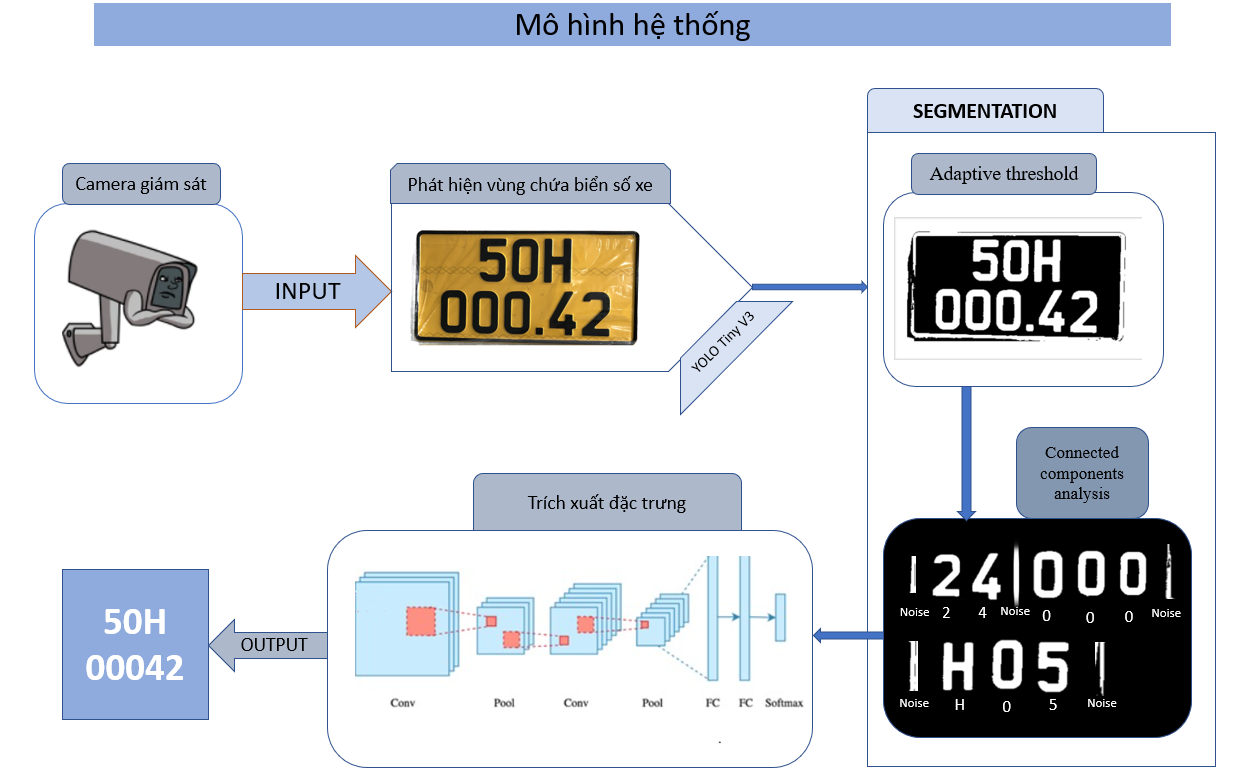 Mô hình hệ thống
Camera giám sát
INPUT
Phát hiện vùng chứa biển số xe
50H
000.42
YOLO Tiny V3
SEGMENTATION
Adaptive threshold
50H
000.42
Connected
components
analysis
24000
Noise 2 4 Noise 0 0 0 Noise
H05
Noise H 0 5 Noise
Trích xuất đặc trưng
Conv Pool Conv Pool FC FC Softmax
.
OUTPUT
50H
00042